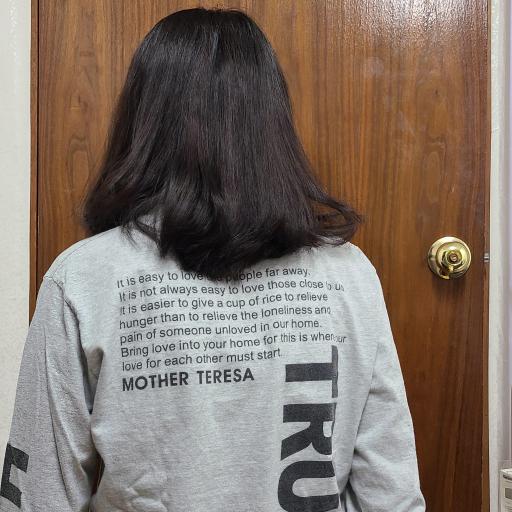 It is easy to love people far away.
It is not always easy to love those close to us
It is easier to give a cup of rice to relieve
hunger than to relieve the loneliness and
pain of someone unloved in our home.
Bring love into your home for this is where our
love for each other must start.
MOTHER TERESA
TRU